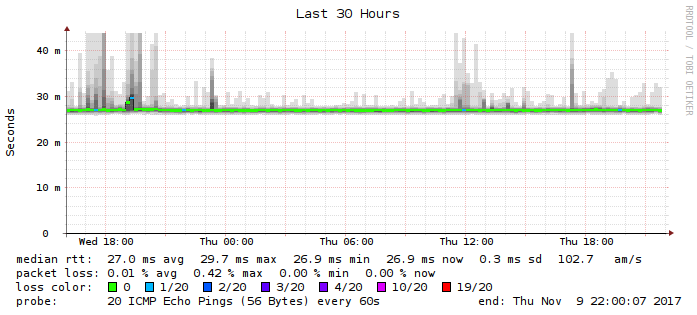 Last 30 Hours
RRDTOOL / TOBI OETIKER
Seconds
40 m
30 m
20 m
10 m
0
Wed 18:00 Thu 00:00 Thu 06:00 Thu 12:00 Thu 18:00
median rtt: 27.0 ms avg 29.7 ms max 26.9 ms min 26.9 ms now 0.3 ms sd 102.7 am/s
packet loss: 0.01 % avg 0.42 % max 0.00 % min 0.00 % now
loss color: 0 1/20 2/20 3/20 4/20 10/20 19/20
probe: 20 ICMP Echo Pings (56 Bytes) every 60s end: Thu Nov 9 22:00:07 2017